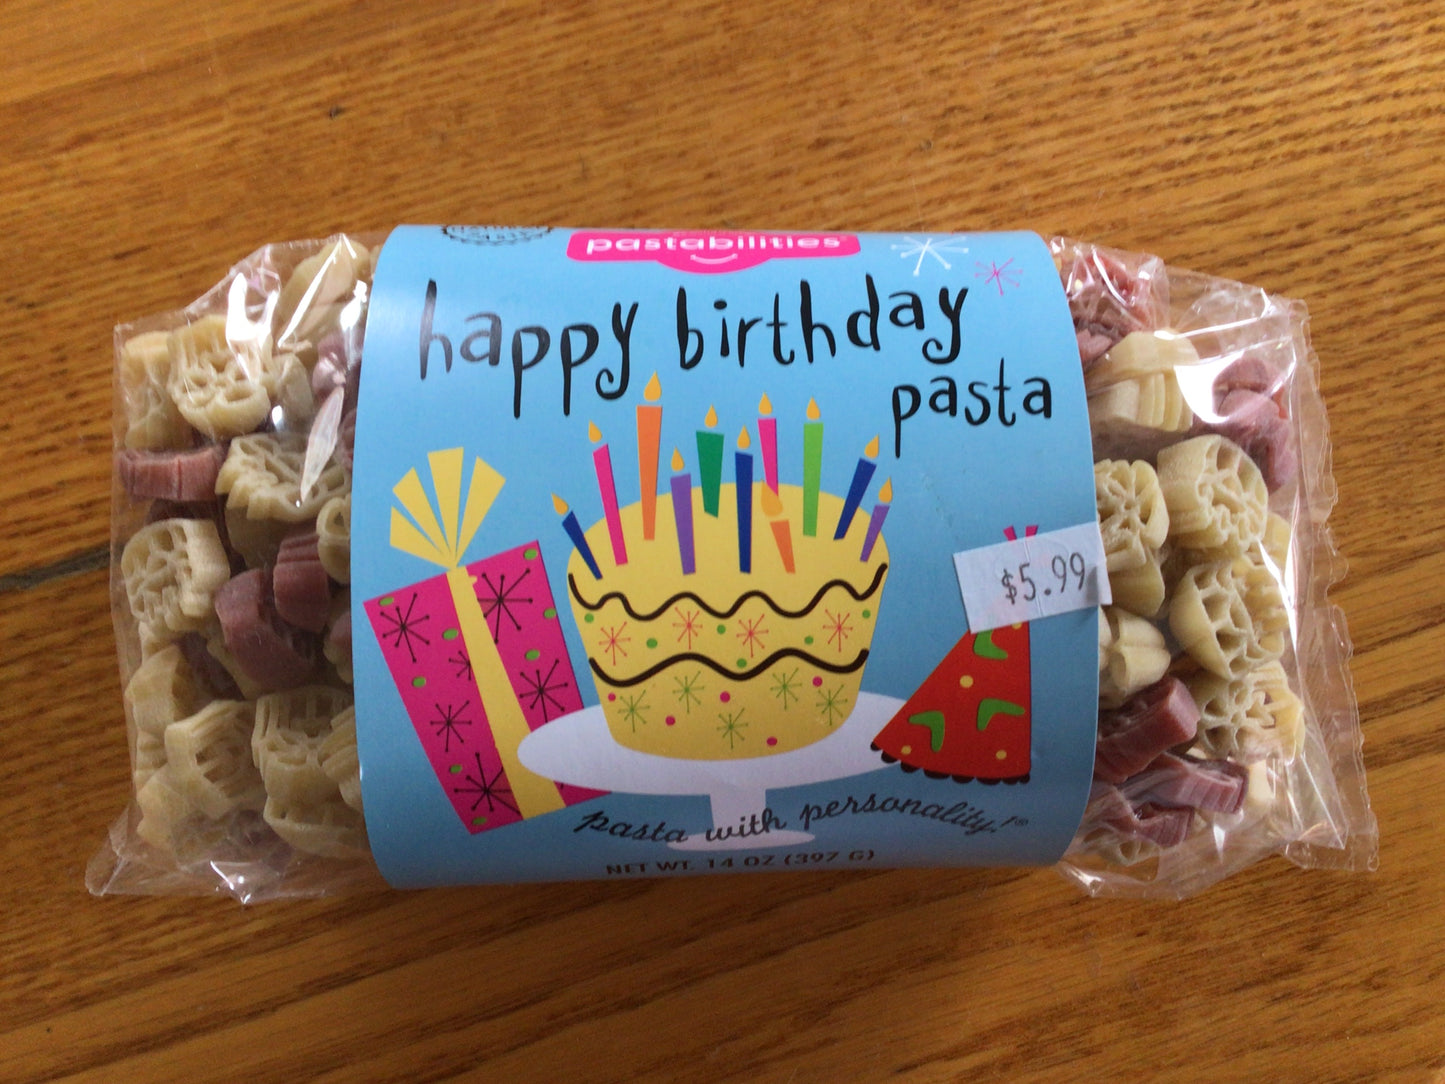 pastabilities
happy birthday
pasta
$5.99
pasta with personality!®
NET WT. 14 OZ (397 G)